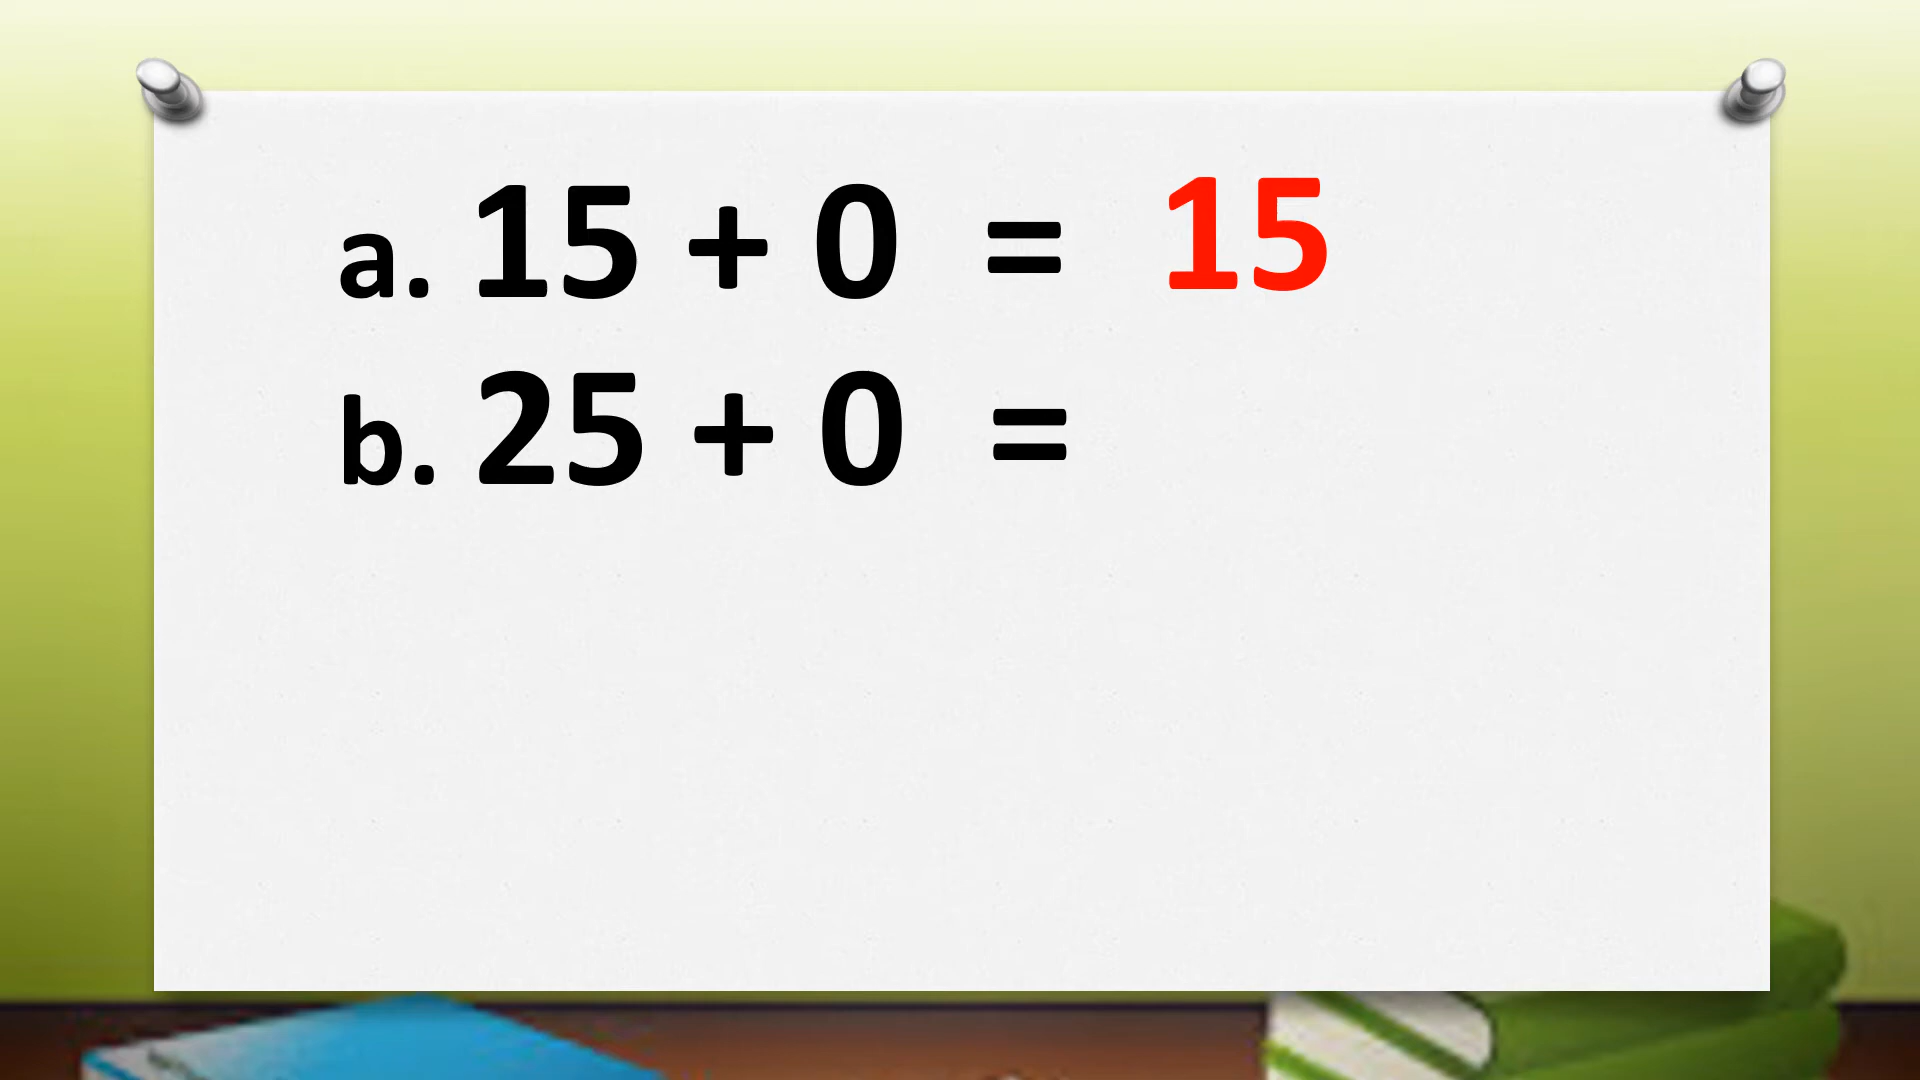 a. 15 + 0 = 15
b. 25 + 0 =